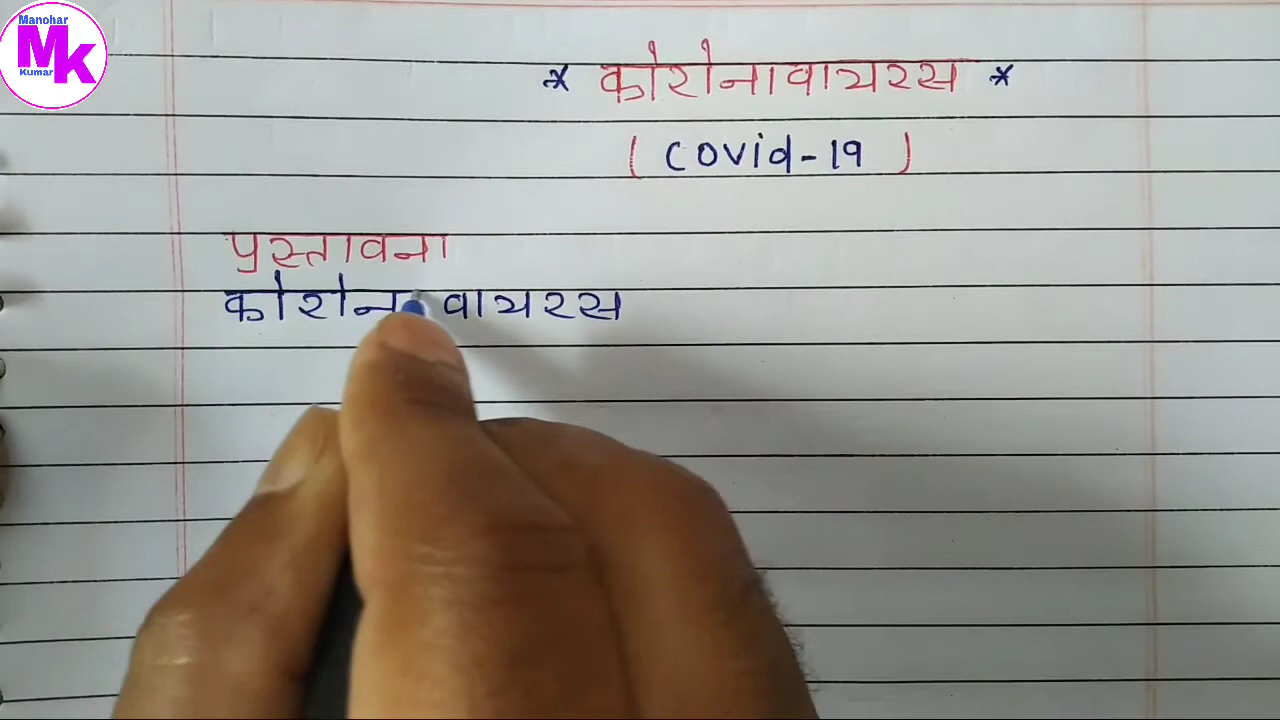 Manohar
MK
Kumar
* कोरोनावायरस *
( Covid-19 )
प्रस्तावना
कोरोना वायरस